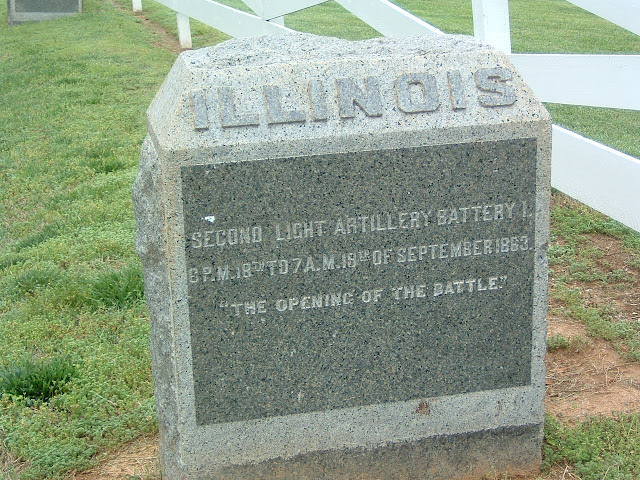 ILLINOIS
SECOND LIGHT ARTILLERY BATTERY I.
6 P.M. 18TH TO 7 A.M. 19TH OF SEPTEMBER 1863.
"THE OPENING OF THE BATTLE."